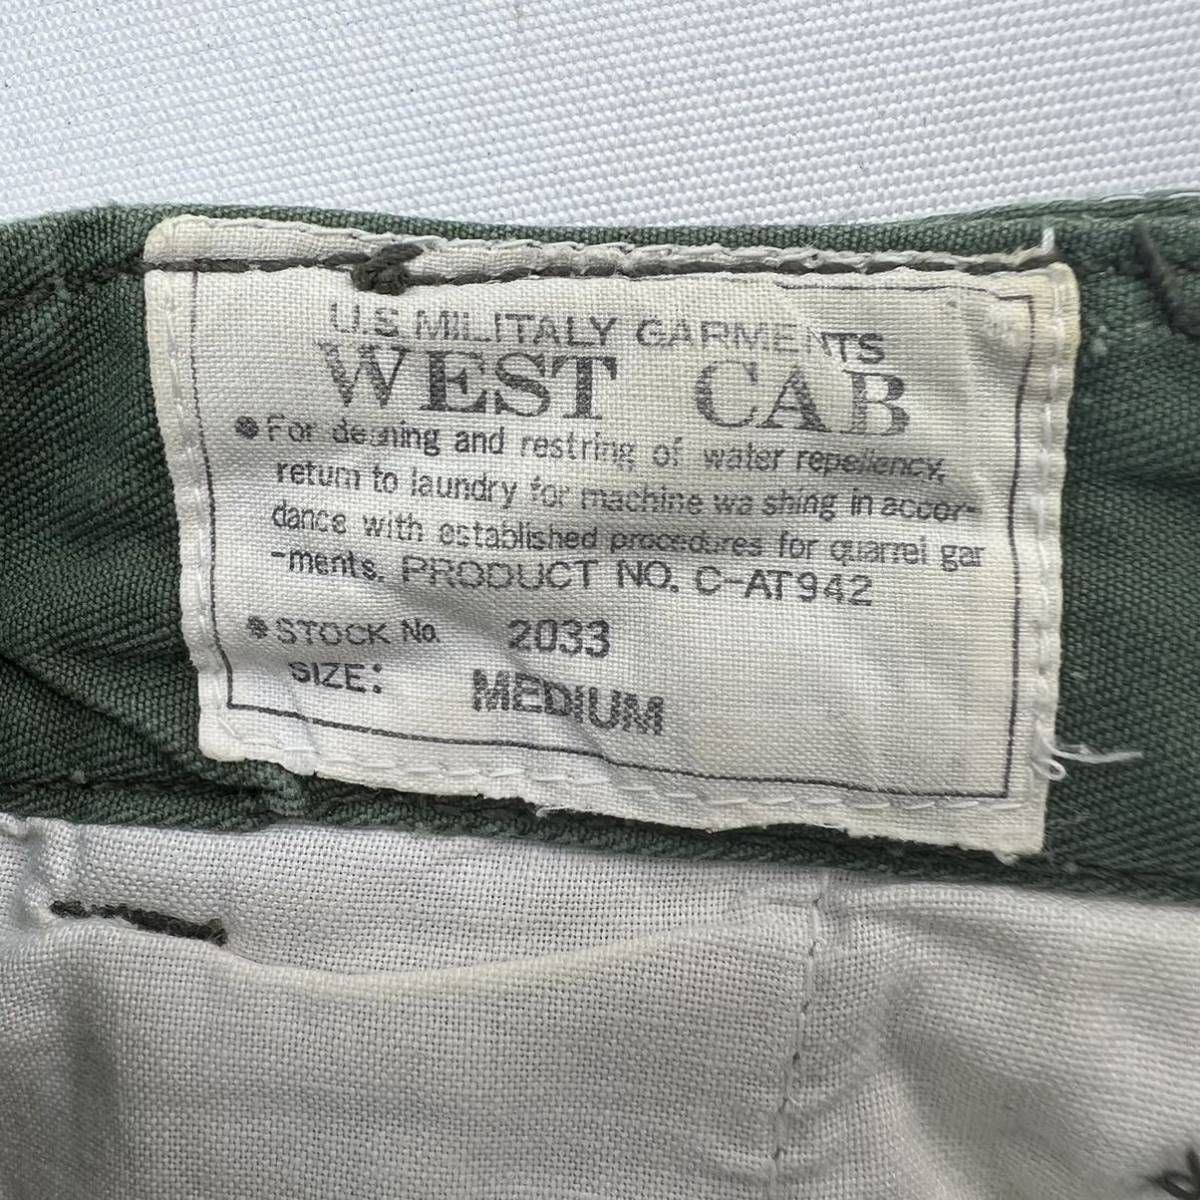 U.S. MILITALY GARMENTS
WEST CAB
For deaning and restring of water repellency,
return to laundry for machine wa shing in accor-
dance with established procedures for quarrel gar
-ments. PRODUCT NO. C-AT942
STOCK No. 2033
SIZE: MEDIUM